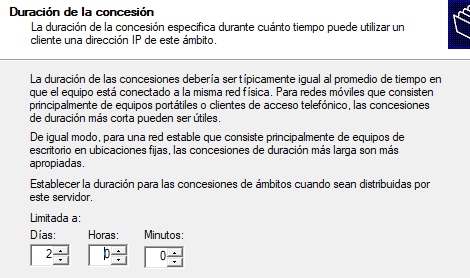 Duración de la concesión
La duración de la concesión especifica durante cuánto tiempo puede utilizar un
cliente una dirección IP de este ámbito.
La duración de las concesiones debería ser típicamente igual al promedio de tiempo en
que el equipo está conectado a la misma red física. Para redes móviles que consisten
principalmente de equipos portátiles o clientes de acceso telefónico, las concesiones
de duración más corta pueden ser útiles.
De igual modo, para una red estable que consiste principalmente de equipos de
escritorio en ubicaciones fijas, las concesiones de duración más larga son más
apropiadas.
Establecer la duración para las concesiones de ámbitos cuando sean distribuidas por
este servidor.
Limitada a:
Días: Horas: Minutos:
2 0 0